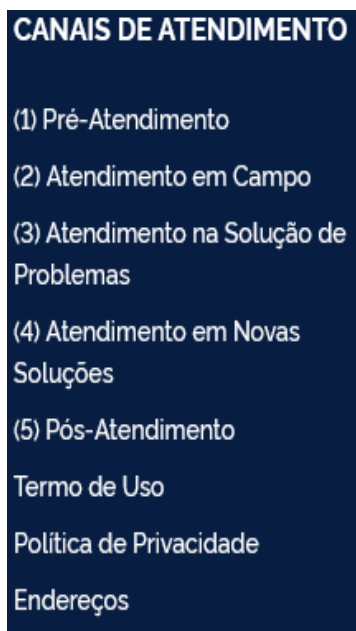 CANAIS DE ATENDIMENTO
(1) Pré-Atendimento
(2) Atendimento em Campo
(3) Atendimento na Solução de
Problemas
(4) Atendimento em Novas
Soluções
(5) Pós-Atendimento
Termo de Uso
Política de Privacidade
Endereços